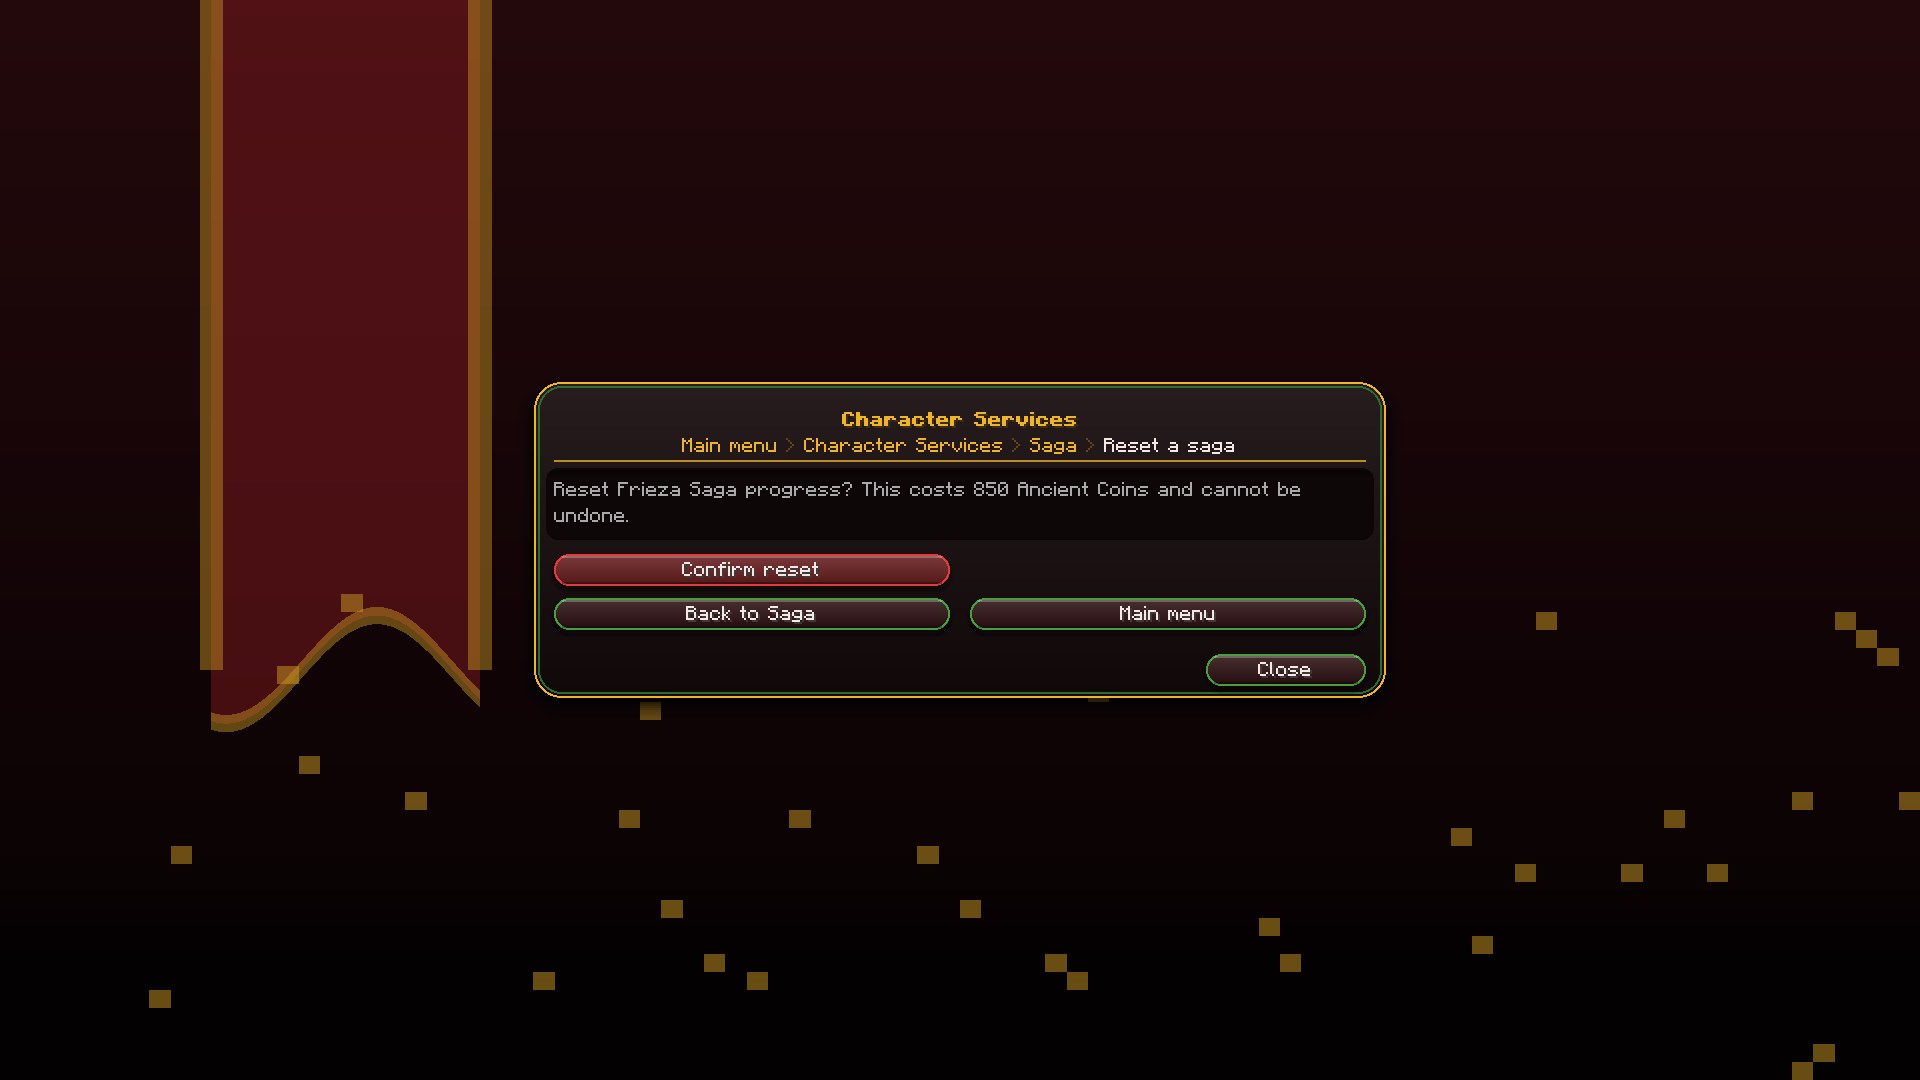 Character Services
Main menu > Character Services > Saga > Reset a saga
Reset Frieza Saga progress? This costs 850 Ancient Coins and cannot be
undone.
Confirm reset
Back to Saga
Main menu
Close